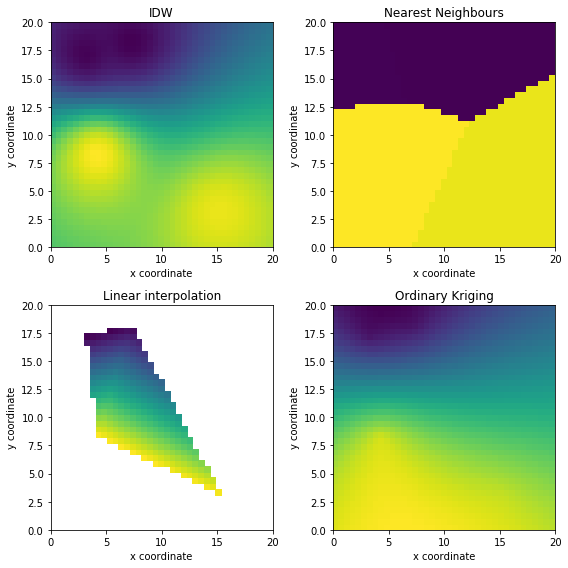 IDW
20.0
17.5
15.0
12.5
10.0
7.5
5.0
2.5
0.0
y coordinate
0 5 10 15 20
x coordinate
Nearest Neighbours
20.0
17.5
15.0
12.5
10.0
7.5
5.0
2.5
0.0
y coordinate
0 5 10 15 20
x coordinate
Linear interpolation
20.0
17.5
15.0
12.5
10.0
7.5
5.0
2.5
0.0
y coordinate
0 5 10 15 20
x coordinate
Ordinary Kriging
20.0
17.5
15.0
12.5
10.0
7.5
5.0
2.5
0.0
y coordinate
0 5 10 15 20
x coordinate